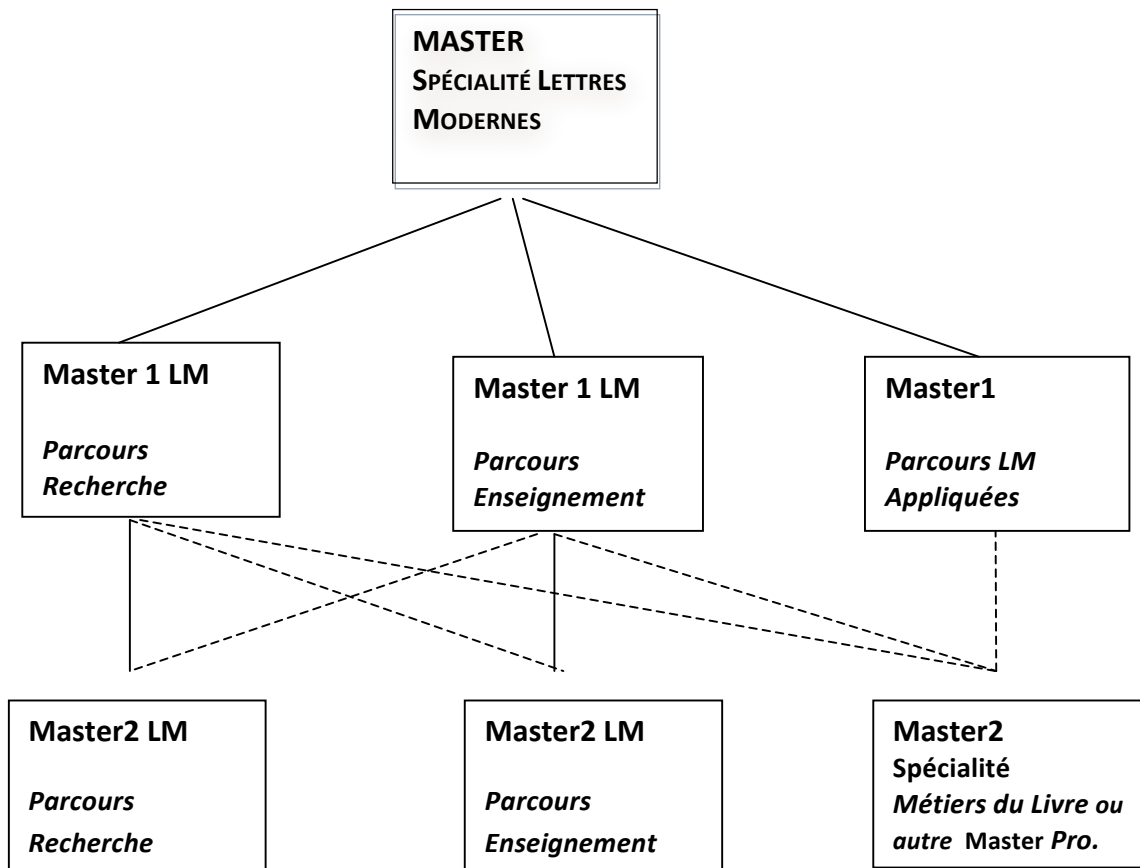 MASTER
SPÉCIALITÉ LETTRES
MODERNES
Master 1 LM
Parcours
Recherche
Master 1 LM
Parcours
Enseignement
Master1
Parcours LM
Appliquées
Master2 LM
Parcours
Recherche
Master2 LM
Parcours
Enseignement
Master2
Spécialité
Métiers du Livre ou
autre Master Pro.